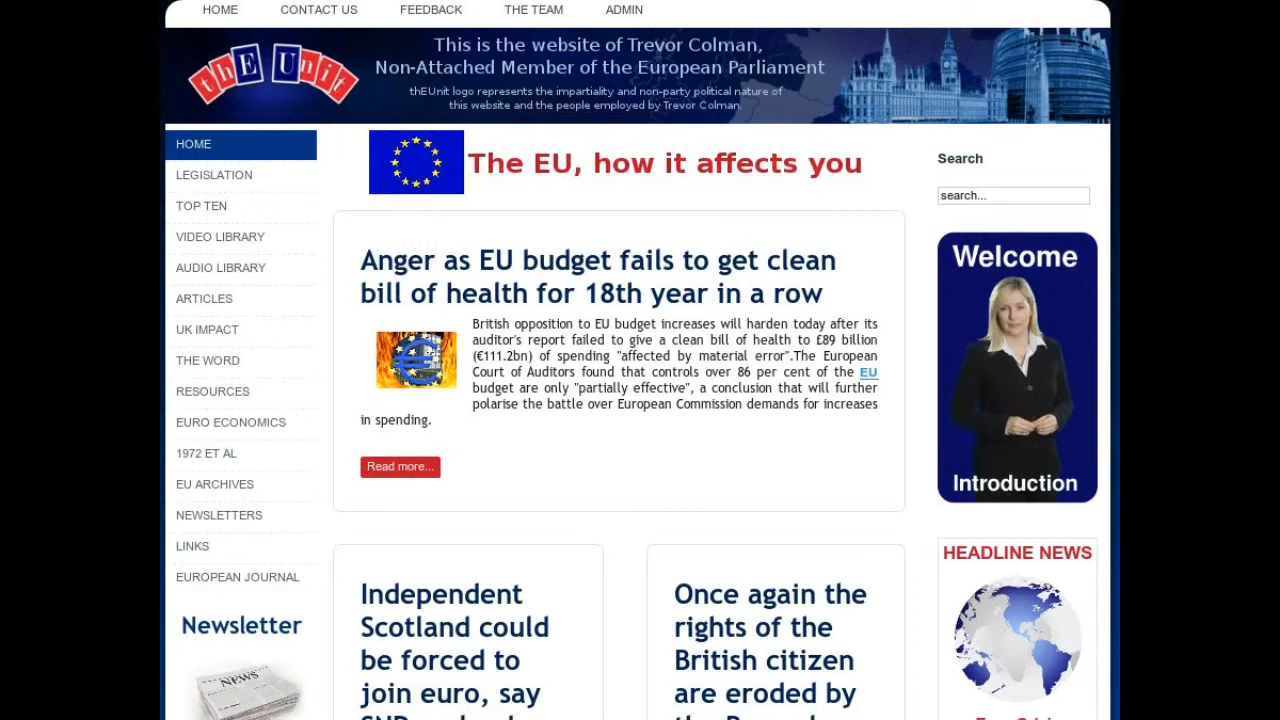 HOME CONTACT US FEEDBACK THE TEAM ADMIN
thEUnit
This is the website of Trevor Colman,
Non-Attached Member of the European Parliament
thEUnit logo represents the impartiality and non-party political nature of
this website and the people employed by Trevor Colman.
HOME
LEGISLATION
TOP TEN
VIDEO LIBRARY
AUDIO LIBRARY
ARTICLES
UK IMPACT
THE WORD
RESOURCES
EURO ECONOMICS
1972 ET AL
EU ARCHIVES
NEWSLETTERS
LINKS
EUROPEAN JOURNAL
Newsletter
NEWS
The EU, how it affects you
Anger as EU budget fails to get clean
bill of health for 18th year in a row
British opposition to EU budget increases will harden today after its
auditor's report failed to give a clean bill of health to £89 billion
(€111.2bn) of spending "affected by material error".The European
Court of Auditors found that controls over 86 per cent of the EU
budget are only "partially effective", a conclusion that will further
polarise the battle over European Commission demands for increases
in spending.
Read more...
Independent
Scotland could
be forced to
join euro, say
Once again the
rights of the
British citizen
are eroded by
Search
search...
Welcome
Introduction
HEADLINE NEWS